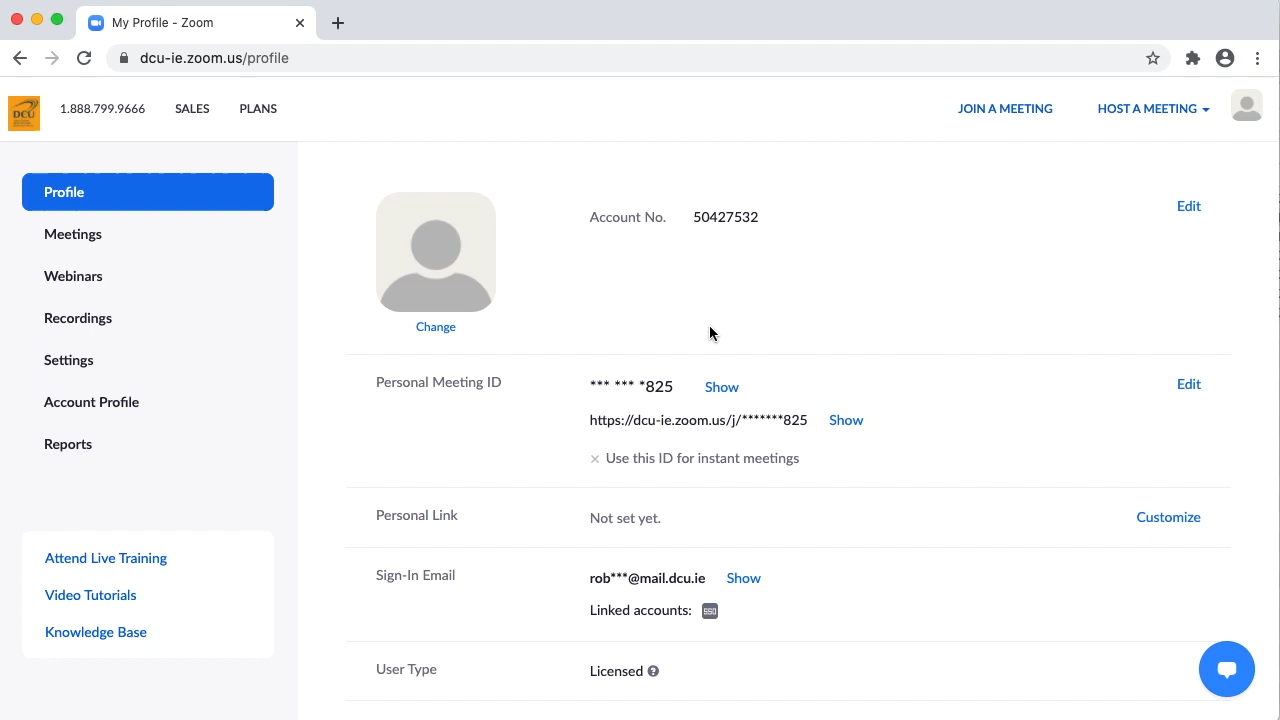 My Profile - Zoom
dcu-ie.zoom.us/profile
DCU
1.888.799.9666 SALES PLANS JOIN A MEETING HOST A MEETING
Profile
Meetings
Webinars
Recordings
Settings
Account Profile
Reports
Attend Live Training
Video Tutorials
Knowledge Base
Account No. 50427532 Edit
Change
Personal Meeting ID *** *** *825 Show Edit
https://dcu-ie.zoom.us/j/*******825 Show
× Use this ID for instant meetings
Personal Link Not set yet. Customize
Sign-In Email rob***@mail.dcu.ie Show
Linked accounts: SSO
User Type Licensed ?